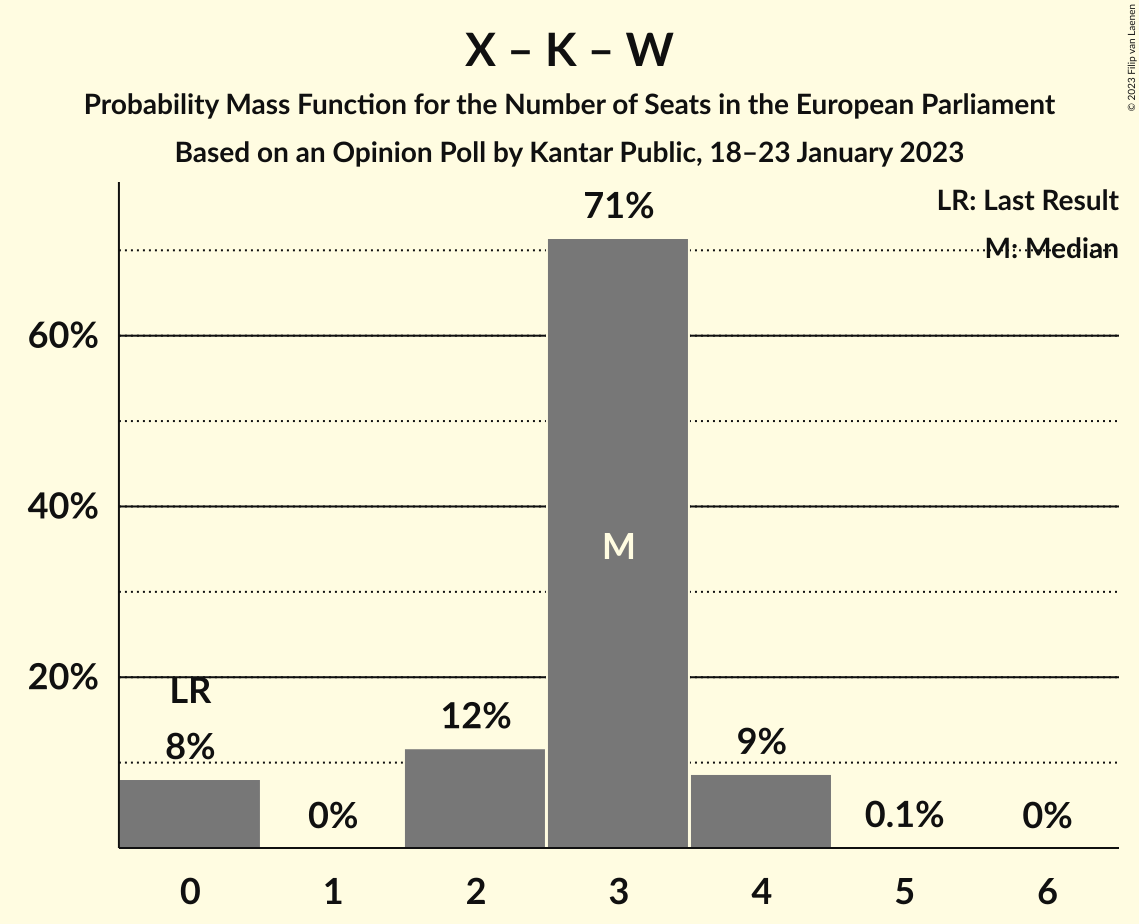 X – K – W
Probability Mass Function for the Number of Seats in the European Parliament
Based on an Opinion Poll by Kantar Public, 18–23 January 2023
© 2023 Filip van Laenen
LR: Last Result
M: Median
71%
60%
40%
20%
M
LR
8%
0%
12%
9%
0.1%
0%
0 1 2 3 4 5 6